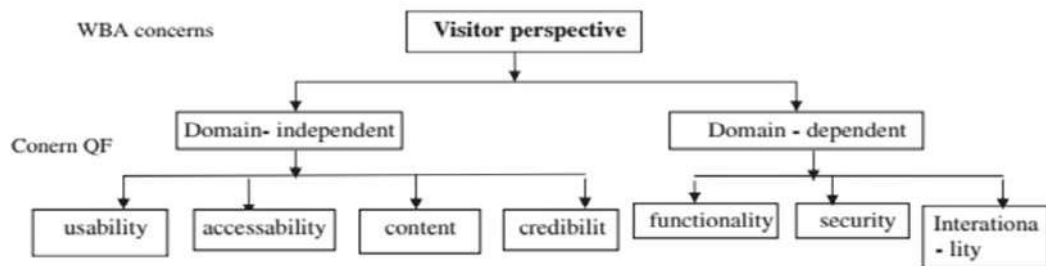 WBA concerns
Visitor perspective
Domain- independent
Domain - dependent
Conern QF
usability
accessability
content
credibilit
functionality
security
Interationa
- lity